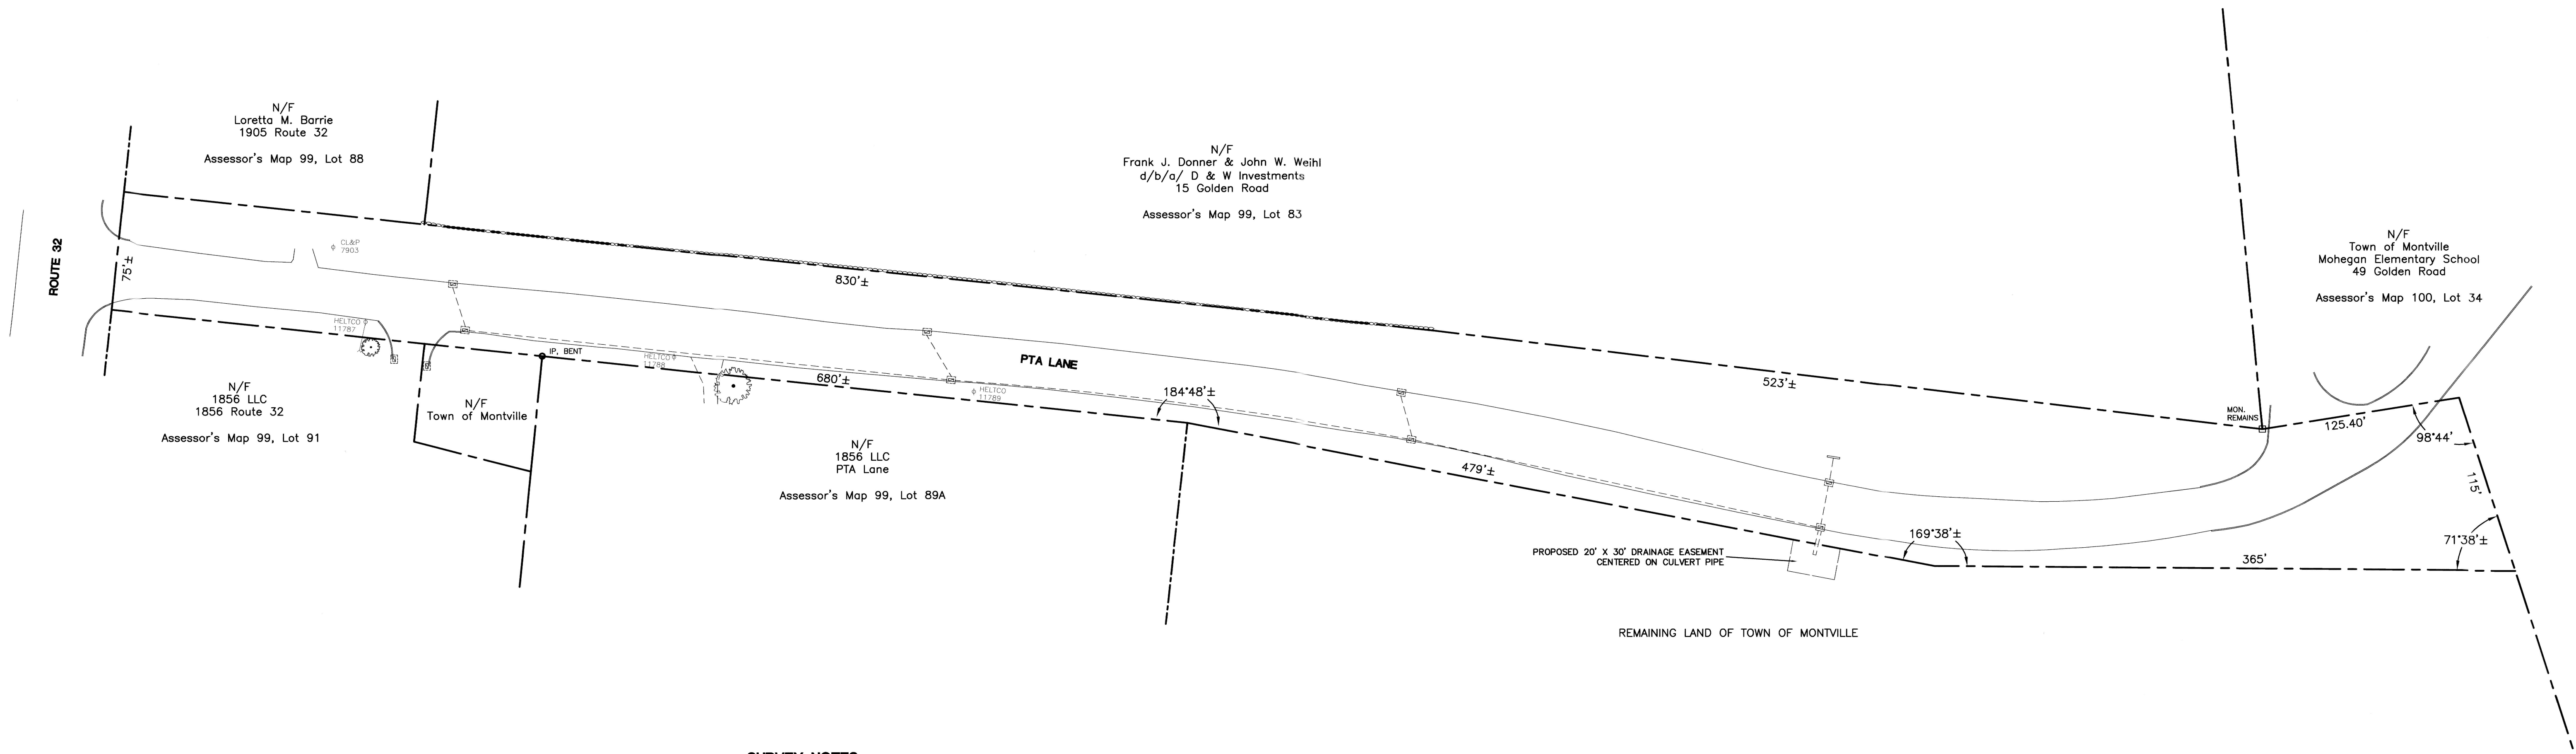 N/F
Loretta M. Barrie
1905 Route 32
Assessor's Map 99, Lot 88
N/F
Frank J. Donner & John W. Weihl
d/b/a/ D & W Investments
15 Golden Road
Assessor's Map 99, Lot 83
N/F
Town of Montville
Mohegan Elementary School
49 Golden Road
Assessor's Map 100, Lot 34
ROUTE 32
75'±
CL&P
7903
830'±
HELTCO
11787
IP, BENT
HELTCO
11788
680'±
PTA LANE
HELTCO
11789
184°48'±
523'±
MON.
REMAINS
125.40'
98°44'
115'
71°38'±
N/F
1856 LLC
1856 Route 32
Assessor's Map 99, Lot 91
N/F
Town of Montville
N/F
1856 LLC
PTA Lane
Assessor's Map 99, Lot 89A
479'±
169°38'±
365'
PROPOSED 20' X 30' DRAINAGE EASEMENT
CENTERED ON CULVERT PIPE
REMAINING LAND OF TOWN OF MONTVILLE
SURVEY NOTES